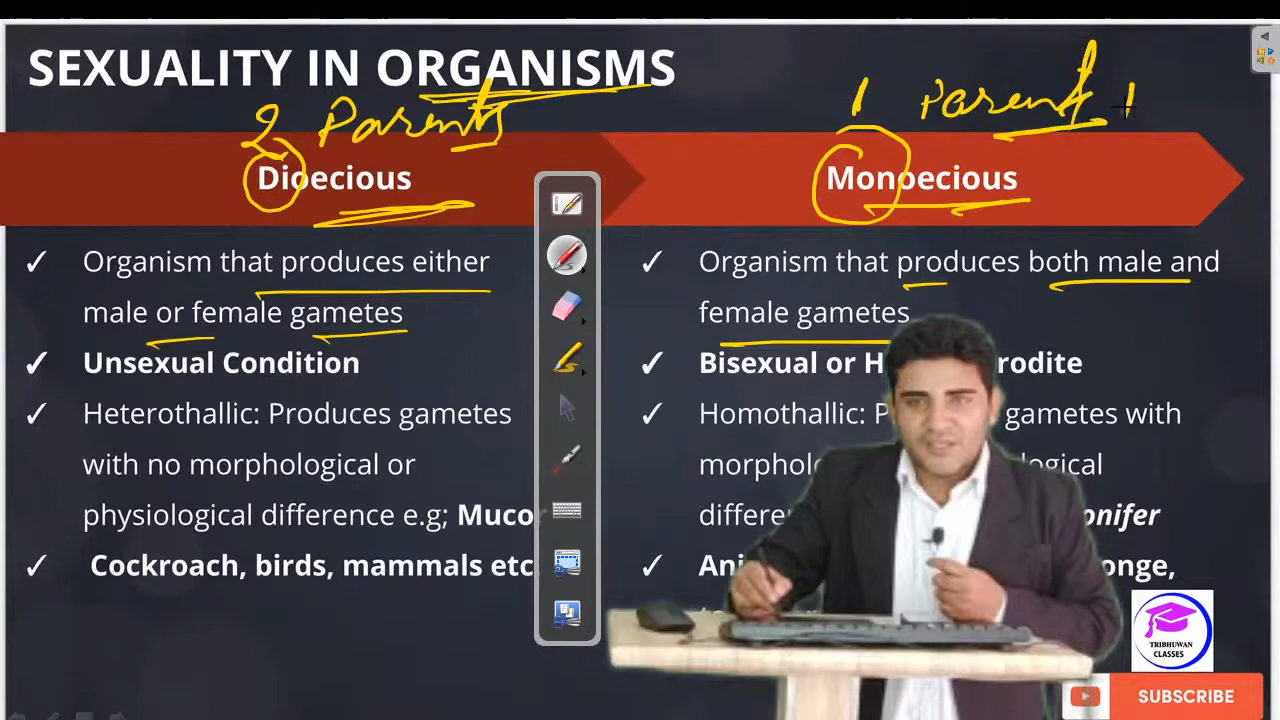 SEXUALITY IN ORGANISMS
2 Parents
1 Parent
Dioecious
Monoecious
✓ Organism that produces either
male or female gametes
✓ Unsexual Condition
✓ Heterothallic: Produces gametes
with no morphological or
physiological difference e.g; Mucor
✓ Cockroach, birds, mammals etc
✓ Organism that produces both male and
female gametes
✓ Bisexual or H rodite
✓ Homothallic: P gametes with
morpholo ological
differe onifer
✓ Ani onge,
TRIBHUWAN
CLASSES
SUBSCRIBE